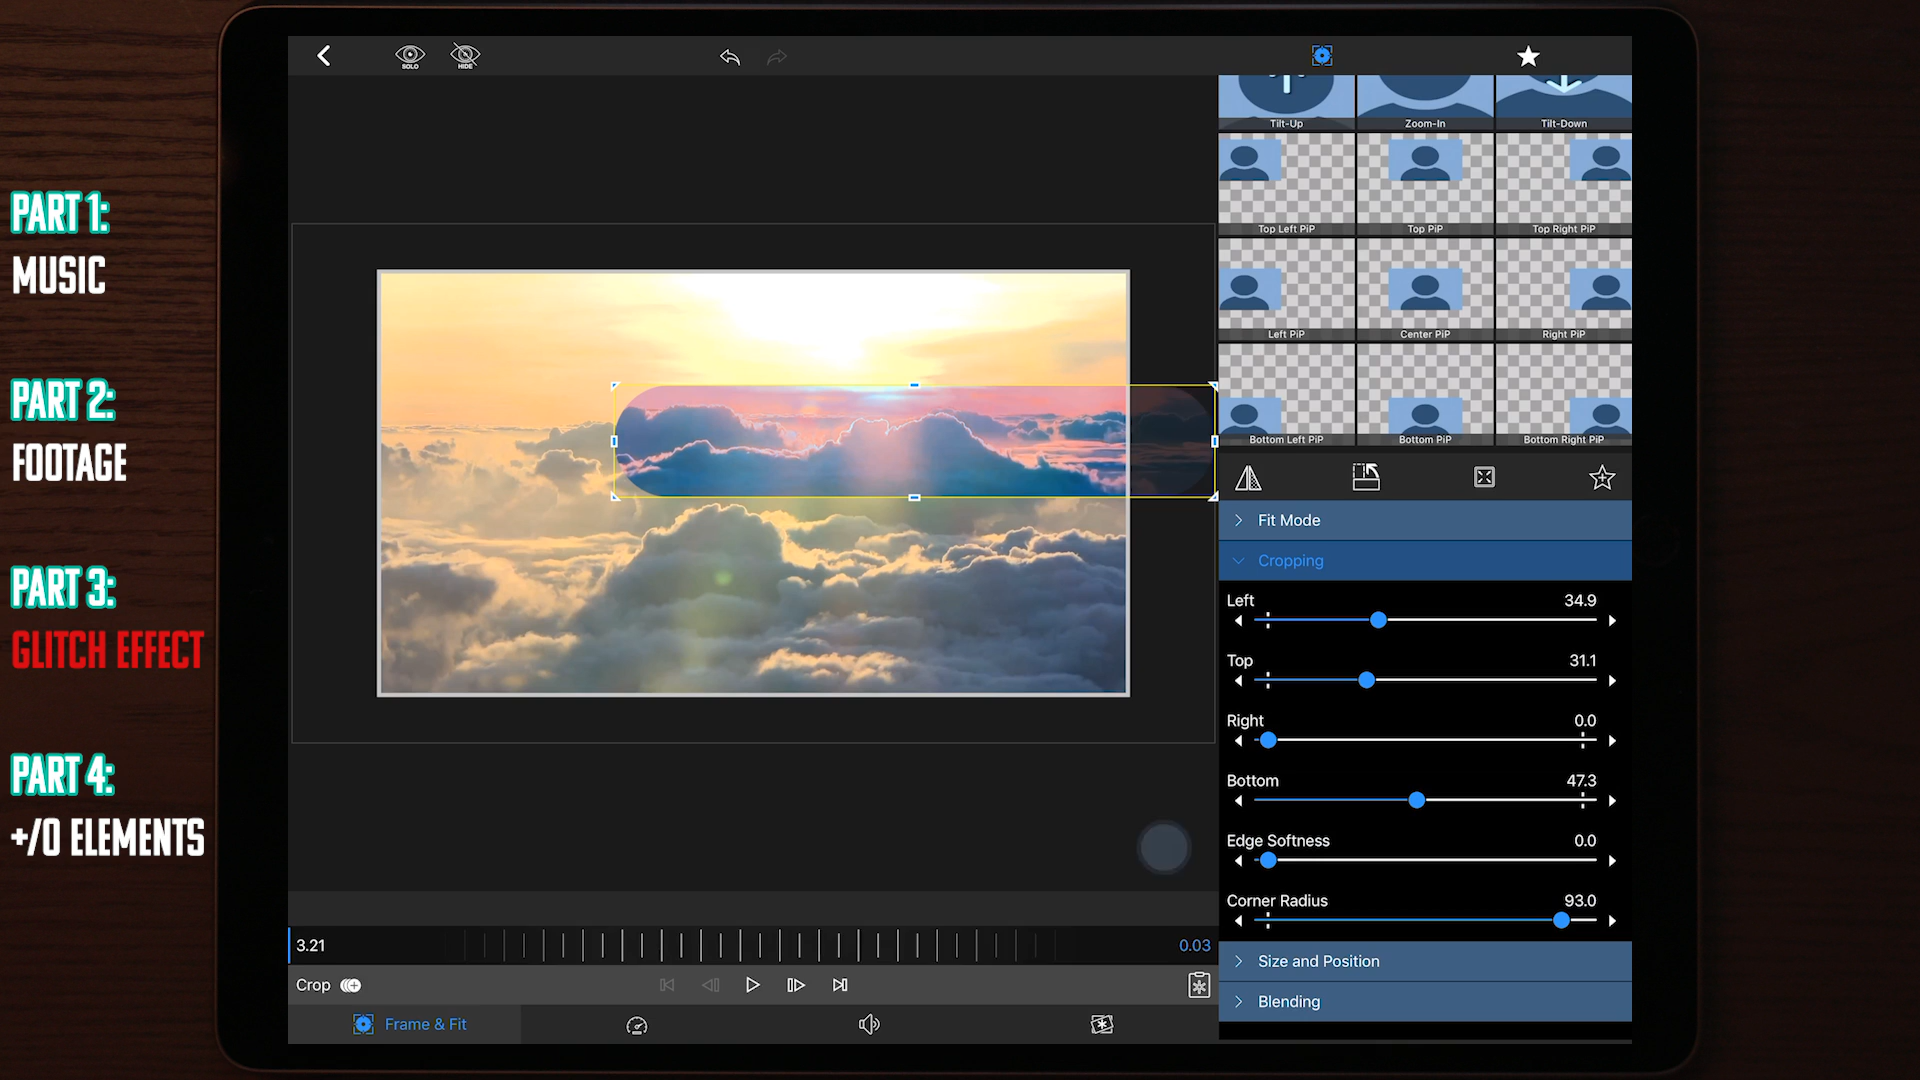 PART 1:
MUSIC
PART 2:
FOOTAGE
PART 3:
GLITCH EFFECT
PART 4:
+/O ELEMENTS
SOLO
HIDE
Tilt-Up
Zoom-In
Tilt-Down
Top Left PiP
Top PiP
Top Right PiP
Left PiP
Center PiP
Right PiP
Bottom Left PiP
Bottom PiP
Bottom Right PiP
Fit Mode
Cropping
Left 34.9
Top 31.1
Right 0.0
Bottom 47.3
Edge Softness 0.0
Corner Radius 93.0
Size and Position
Blending
3.21
0.03
Crop
Frame & Fit